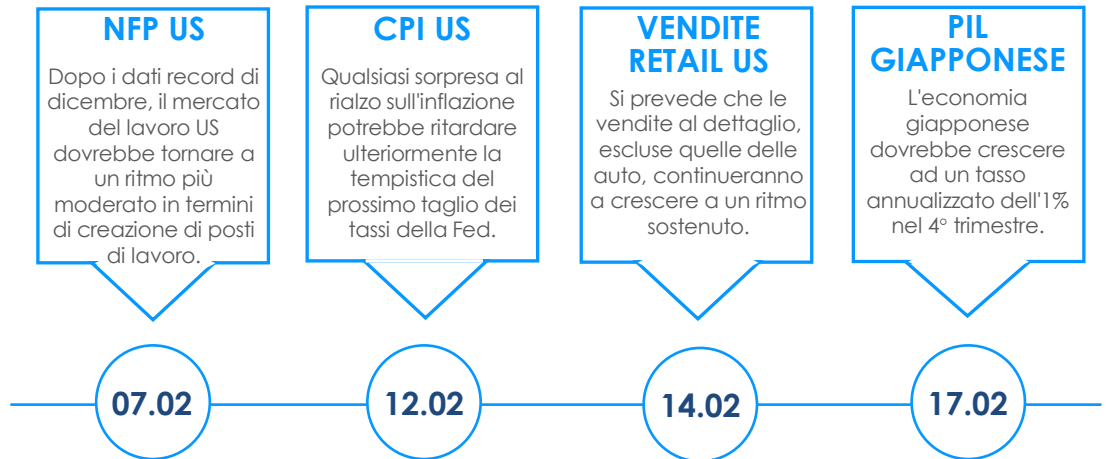 NFP US
Dopo i dati record di
dicembre, il mercato
del lavoro US
dovrebbe tornare a
un ritmo più
moderato in termini
di creazione di posti
di lavoro.
07.02
CPI US
Qualsiasi sorpresa al
rialzo sull'inflazione
potrebbe ritardare
ulteriormente la
tempistica del
prossimo taglio dei
tassi della Fed.
12.02
VENDITE
RETAIL US
Si prevede che le
vendite al dettaglio,
escluse quelle delle
auto, continueranno
a crescere a un ritmo
sostenuto.
14.02
PIL
GIAPPONESE
L'economia
giapponese
dovrebbe crescere
ad un tasso
annualizzato dell'1%
nel 4° trimestre.
17.02